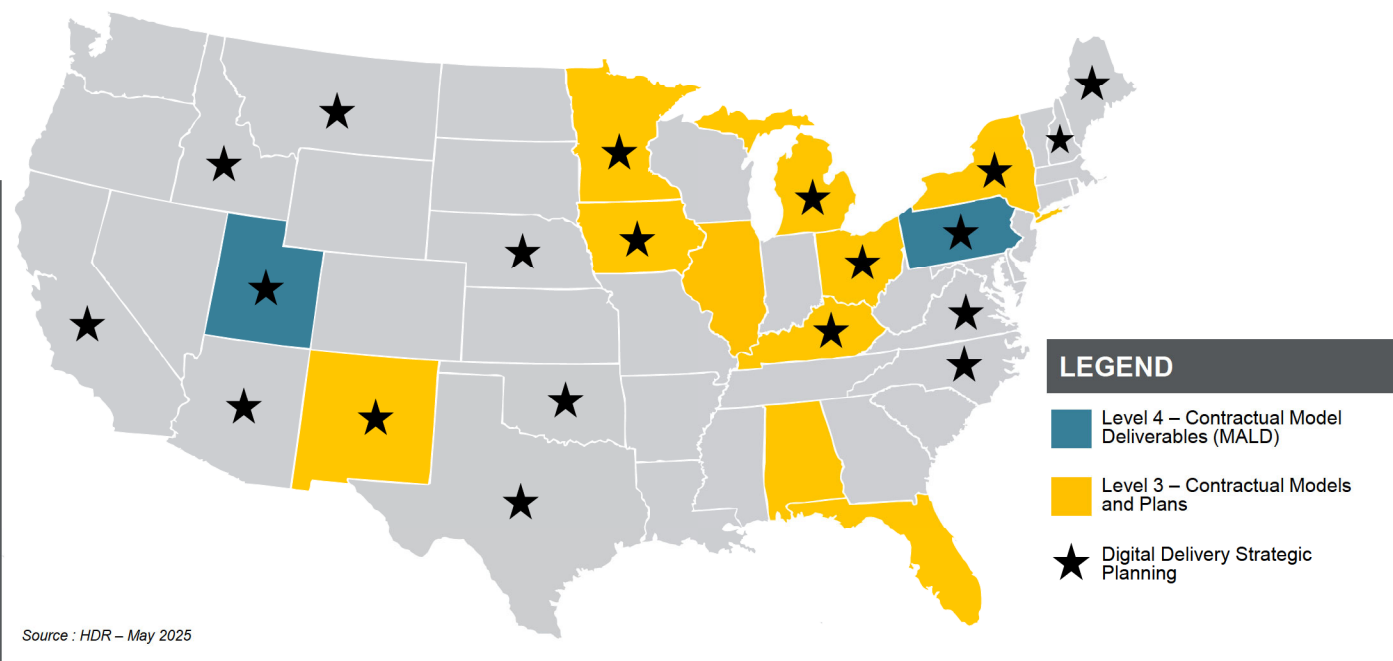 LEGEND
Level 4 – Contractual Model
Deliverables (MALD)
Level 3 – Contractual Models
and Plans
Digital Delivery Strategic
Planning
Source : HDR – May 2025